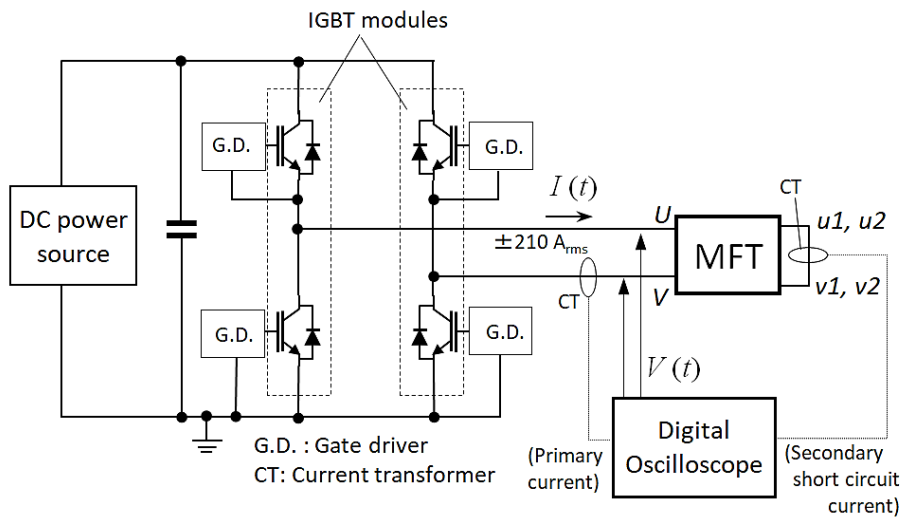 IGBT modules
G.D.
G.D.
DC power
source
I (t)
±210 Arms
U
V
MFT
CT
u1, u2
v1, v2
CT
G.D.
G.D.
V (t)
G.D. : Gate driver
CT: Current transformer
(Primary
current)
Digital
Oscilloscope
(Secondary
short circuit
current)